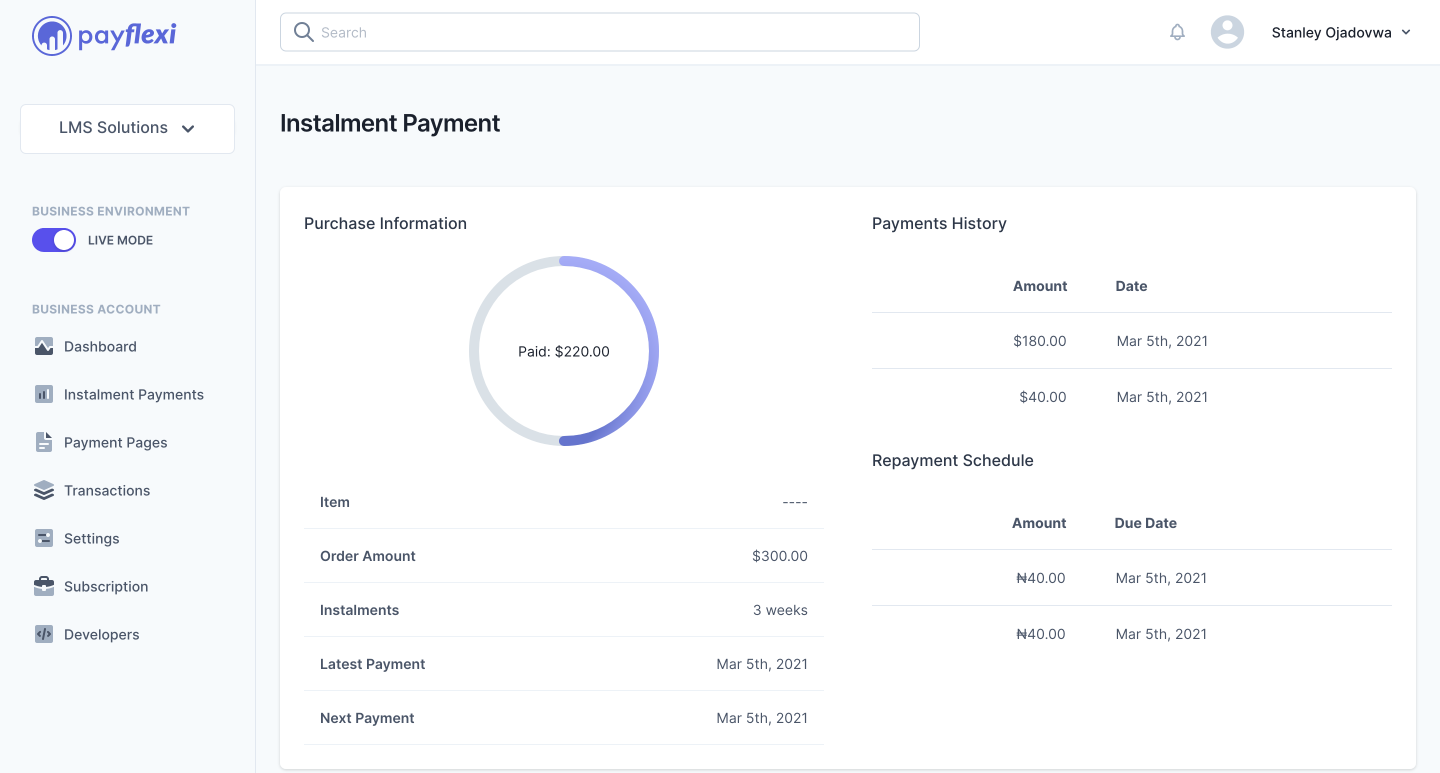 payflexi
Search
Stanley Ojadovwa
LMS Solutions
BUSINESS ENVIRONMENT
LIVE MODE
BUSINESS ACCOUNT
Dashboard
Instalment Payments
Payment Pages
Transactions
Settings
Subscription
Developers
Instalment Payment
Purchase Information
Paid: $220.00
Item ----
Order Amount $300.00
Instalments 3 weeks
Latest Payment Mar 5th, 2021
Next Payment Mar 5th, 2021
Payments History
Amount Date
$180.00 Mar 5th, 2021
$40.00 Mar 5th, 2021
Repayment Schedule
Amount Due Date
₦40.00 Mar 5th, 2021
₦40.00 Mar 5th, 2021